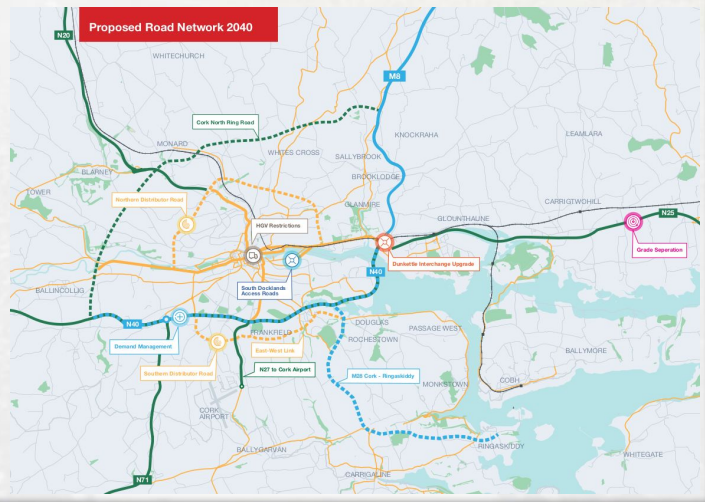 Proposed Road Network 2040
N20
WHITECHURCH
M8
Cork North Ring Road
KNOCKRAHA
LEAMLARA
MONARD
WHITES CROSS
SALLYBROOK
BLARNEY
BROOKLODGE
TOWER
Northern Distributor Road
GLANMIRE
CARRIGTWOHILL
HGV Restrictions
GLOUNTHAUNE
N25
Grade Separation
Dunkettle Interchange Upgrade
N40
South Docklands
Access Roads
BALLINCOLLIG
N40
DOUGLAS
PASSAGE WEST
FRANKFIELD
ROCHESTOWN
Demand Management
East-West Link
BALLYMORE
Southern Distributor Road
N27 to Cork Airport
M28 Cork - Ringaskiddy
MONKSTOWN
COBH
CORK
AIRPORT
RINGASKIDDY
BALLYGARVAN
WHITEGATE
CARRIGALINE
N71